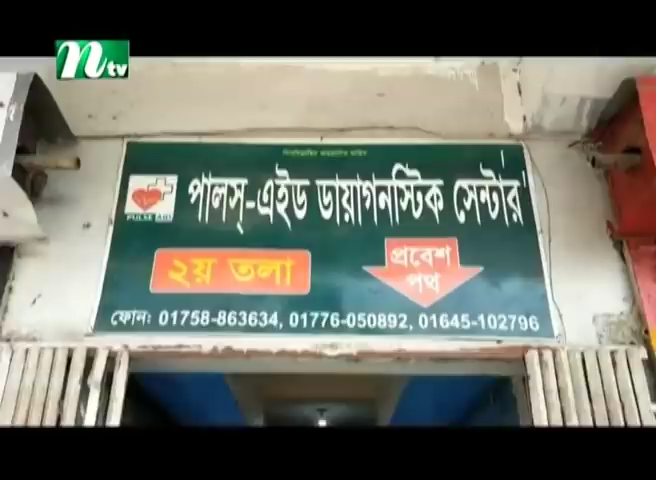 ntv
পালস্-এইড ডায়াগনস্টিক সেন্টার
PULSE AID
২য় তলা
প্রবেশ
পথ
ফোন: 01758-863634, 01776-050892, 01645-102796